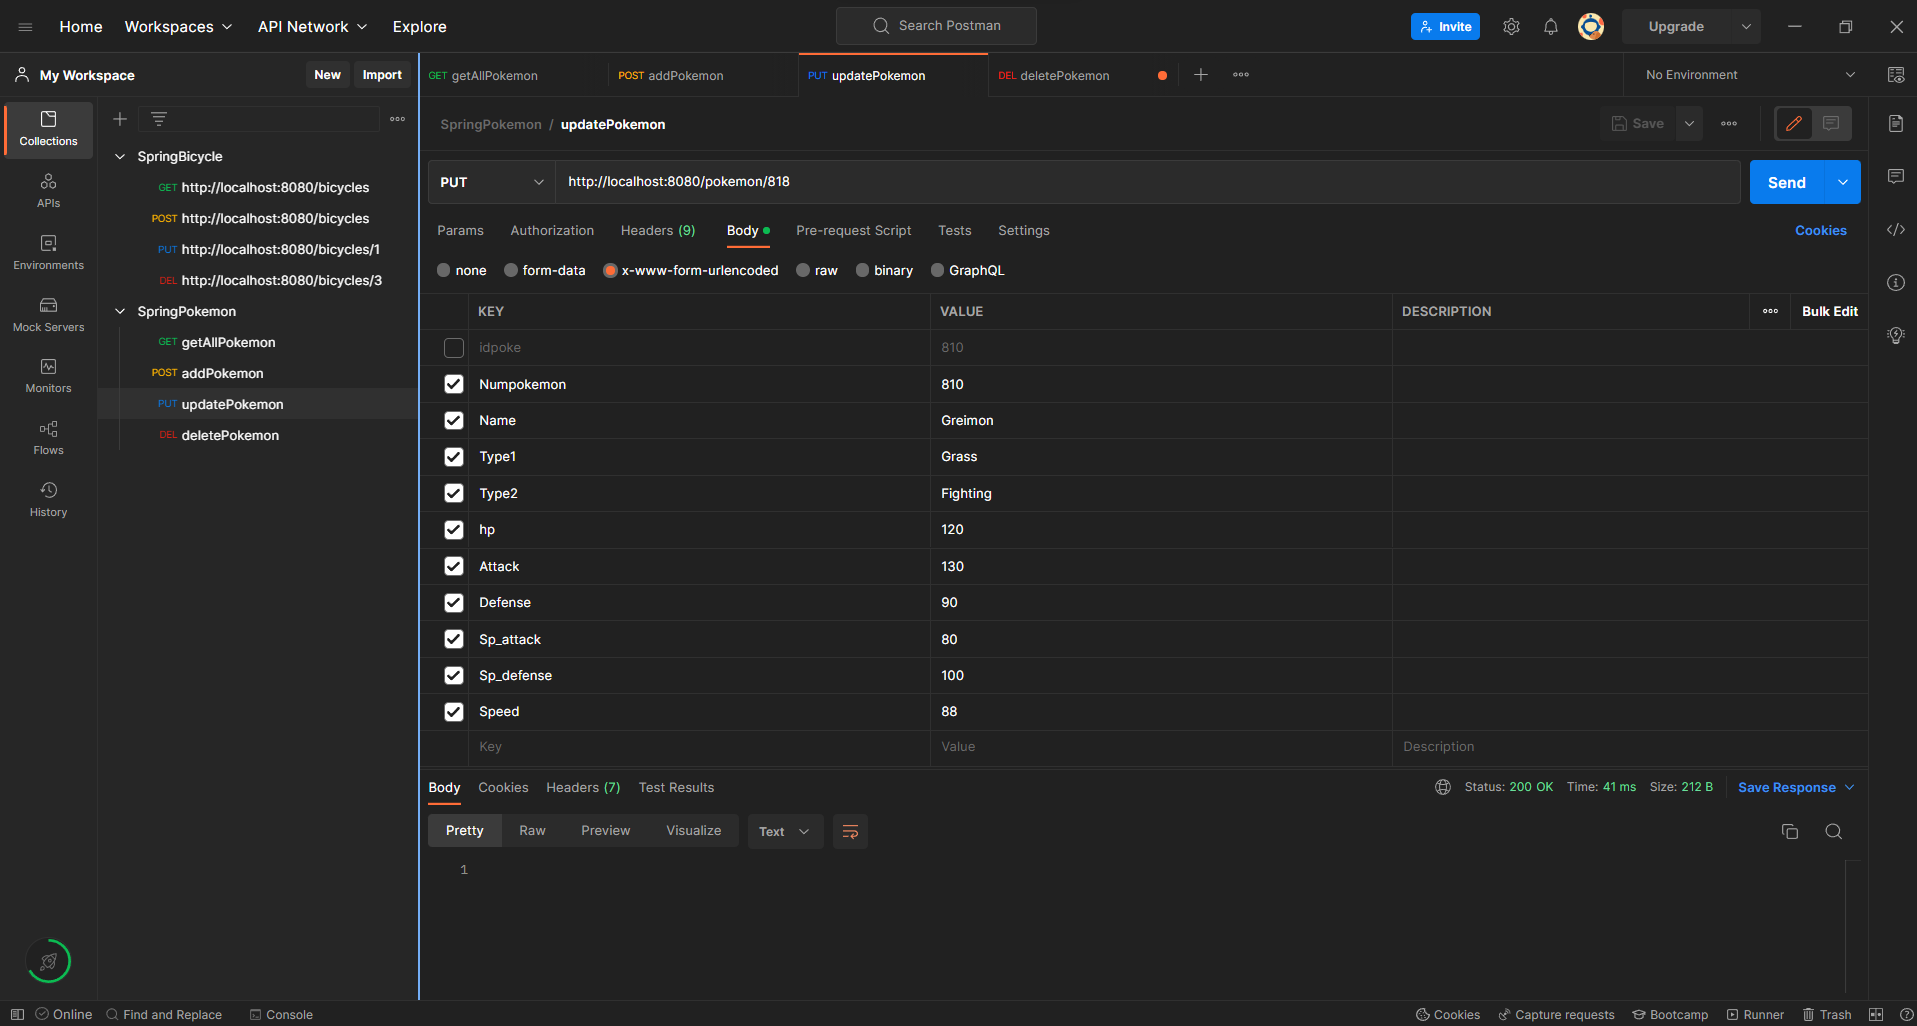 Home Workspaces API Network Explore Search Postman Invite Upgrade
My Workspace New Import
GET getAllPokemon POST addPokemon PUT updatePokemon DEL deletePokemon No Environment
Collections
APIs
Environments
Mock Servers
Monitors
Flows
History
SpringBicycle
GET http://localhost:8080/bicycles
POST http://localhost:8080/bicycles
PUT http://localhost:8080/bicycles/1
DEL http://localhost:8080/bicycles/3
SpringPokemon
GET getAllPokemon
POST addPokemon
PUT updatePokemon
DEL deletePokemon
SpringPokemon / updatePokemon Save
PUT http://localhost:8080/pokemon/818 Send
Params Authorization Headers (9) Body Pre-request Script Tests Settings Cookies
none form-data x-www-form-urlencoded raw binary GraphQL
KEY VALUE DESCRIPTION Bulk Edit
idpoke 810
Numpokemon 810
Name Greimon
Type1 Grass
Type2 Fighting
hp 120
Attack 130
Defense 90
Sp_attack 80
Sp_defense 100
Speed 88
Key Value Description
Body Cookies Headers (7) Test Results Status: 200 OK Time: 41 ms Size: 212 B Save Response
Pretty Raw Preview Visualize Text
1
Online Find and Replace Console Cookies Capture requests Bootcamp Runner Trash